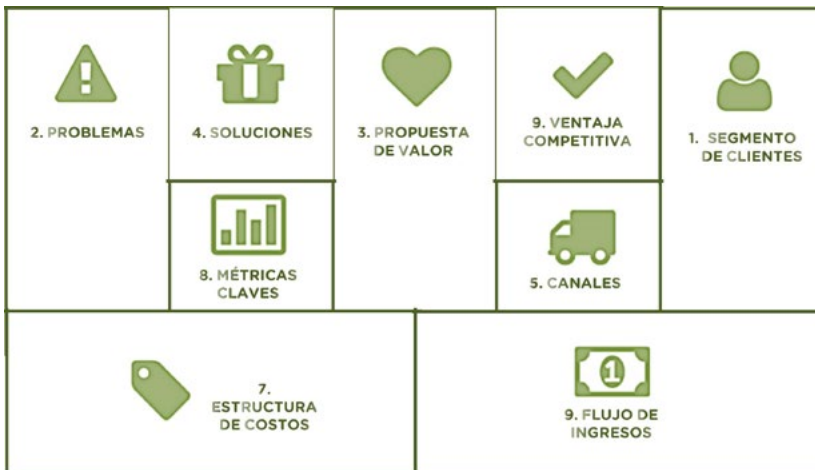 2. PROBLEMAS
4. SOLUCIONES
3. PROPUESTA
DE VALOR
9. VENTAJA
COMPETITIVA
1. SEGMENTO
DE CLIENTES
8. MÉTRICAS
CLAVES
5. CANALES
7.
ESTRUCTURA
DE COSTOS
1
9. FLUJO DE
INGRESOS